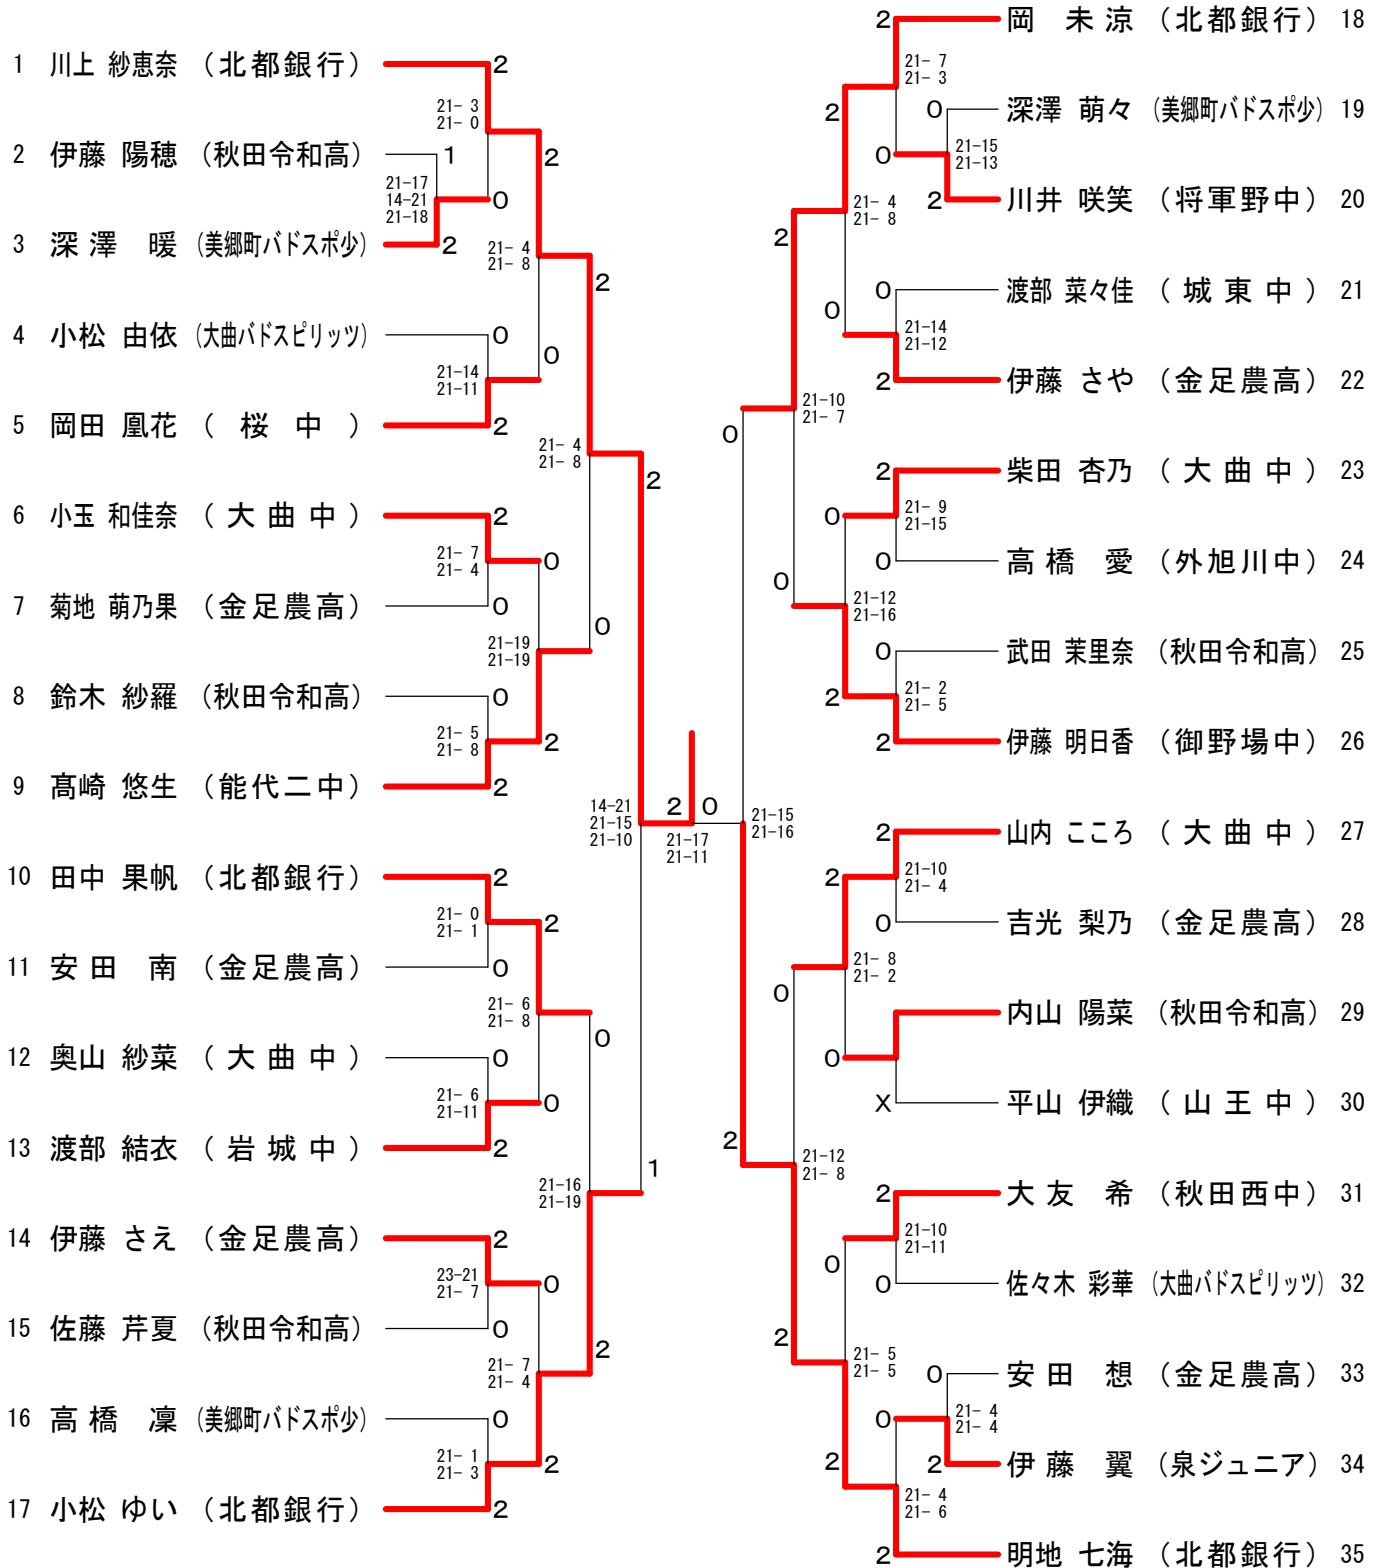 1 川上 紗恵奈 （北都銀行） 2
21- 3
21- 0
2 伊藤 陽穂 （秋田令和高） 1
2
21-17
14-21
21-18
0
3 深澤 暖 （美郷町バドスポ少） 2
21- 4
21- 8
2
4 小松 由依 （大曲バドスピリッツ） 0
0
21-14
21-11
5 岡田 凰花 （ 桜 中 ） 2
21- 4
21- 8
2
6 小玉 和佳奈 （ 大 曲 中 ） 2
21- 7
21- 4
0
7 菊地 萌乃果 （金足農高） 0
0
21-19
21-19
8 鈴木 紗羅 （秋田令和高） 0
21- 5
21- 8
2
9 髙崎 悠生 （能代二中） 2
14-21
21-15
21-10
2 0
21-17
21-11
21-15
21-16
10 田中 果帆 （北都銀行） 2
21- 0
21- 1
2
11 安田 南 （金足農高） 0
21- 6
21- 8
0
12 奥山 紗菜 （ 大 曲 中 ） 0
21- 6
21-11
0
13 渡部 結衣 （ 岩 城 中 ） 2
1
21-16
21-19
14 伊藤 さえ （金足農高） 2
23-21
21- 7
0
15 佐藤 芹夏 （秋田令和高） 0
2
21- 7
21- 4
16 高橋 凜 （美郷町バドスポ少） 0
21- 1
21- 3
2
17 小松 ゆい （北都銀行） 2
2 岡 未涼 （北都銀行） 18
21- 7
21- 3
2
0 深澤 萌々 （美郷町バドスポ少） 19
21-15
21-13
0
2 川井 咲笑 （将軍野中） 20
21- 4
21- 8
2
0 渡部 菜々佳 （ 城 東 中 ） 21
0
21-14
21-12
2 伊藤 さや （金足農高） 22
21-10
21- 7
0
2 柴田 杏乃 （ 大 曲 中 ） 23
21- 9
21-15
0
0 高橋 愛 （外旭川中） 24
0
21-12
21-16
0 武田 茉里奈 （秋田令和高） 25
21- 2
21- 5
2
2 伊藤 明日香 （御野場中） 26
2 山内 こころ （ 大 曲 中 ） 27
21-10
21- 4
2
0 吉光 梨乃 （金足農高） 28
21- 8
21- 2
0
内山 陽菜 （秋田令和高） 29
0
X 平山 伊織 （ 山 王 中 ） 30
2
21-12
21- 8
2 大友 希 （秋田西中） 31
21-10
21-11
0
0 佐々木 彩華 （大曲バドスピリッツ） 32
2
21- 5
21- 5
0 安田 想 （金足農高） 33
21- 4
21- 4
0
2 伊藤 翼 （泉ジュニア） 34
2
21- 4
21- 6
2 明地 七海 （北都銀行） 35